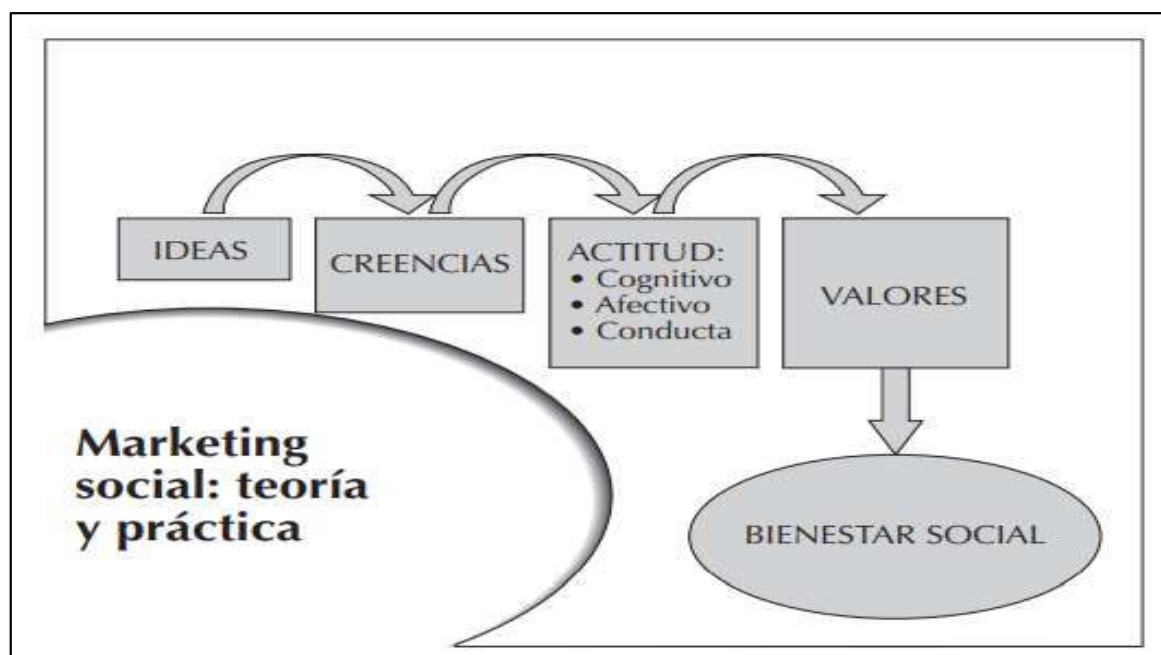 IDEAS
CREENCIAS
ACTITUD:
• Cognitivo
• Afectivo
• Conducta
VALORES
Marketing
social: teoría
y práctica
BIENESTAR SOCIAL